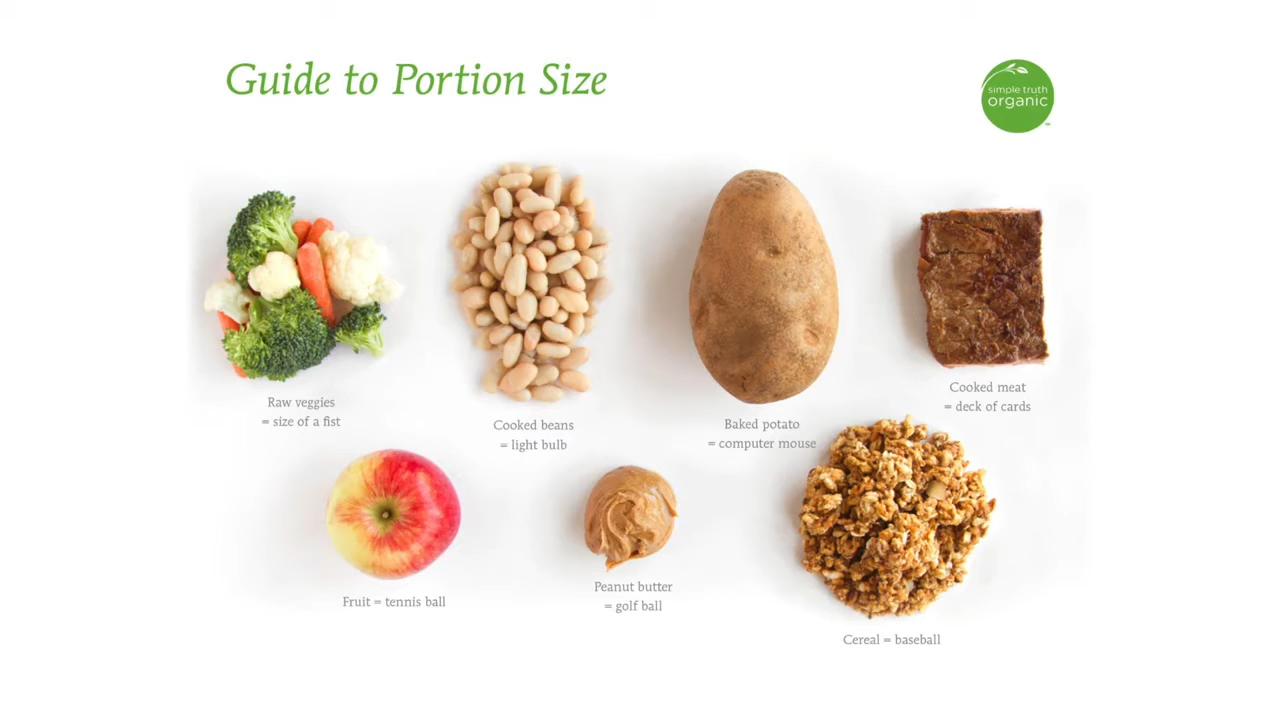 Guide to Portion Size
simple truth
organic
Raw veggies
= size of a fist
Cooked beans
= light bulb
Baked potato
= computer mouse
Cooked meat
= deck of cards
Fruit = tennis ball
Peanut butter
= golf ball
Cereal = baseball